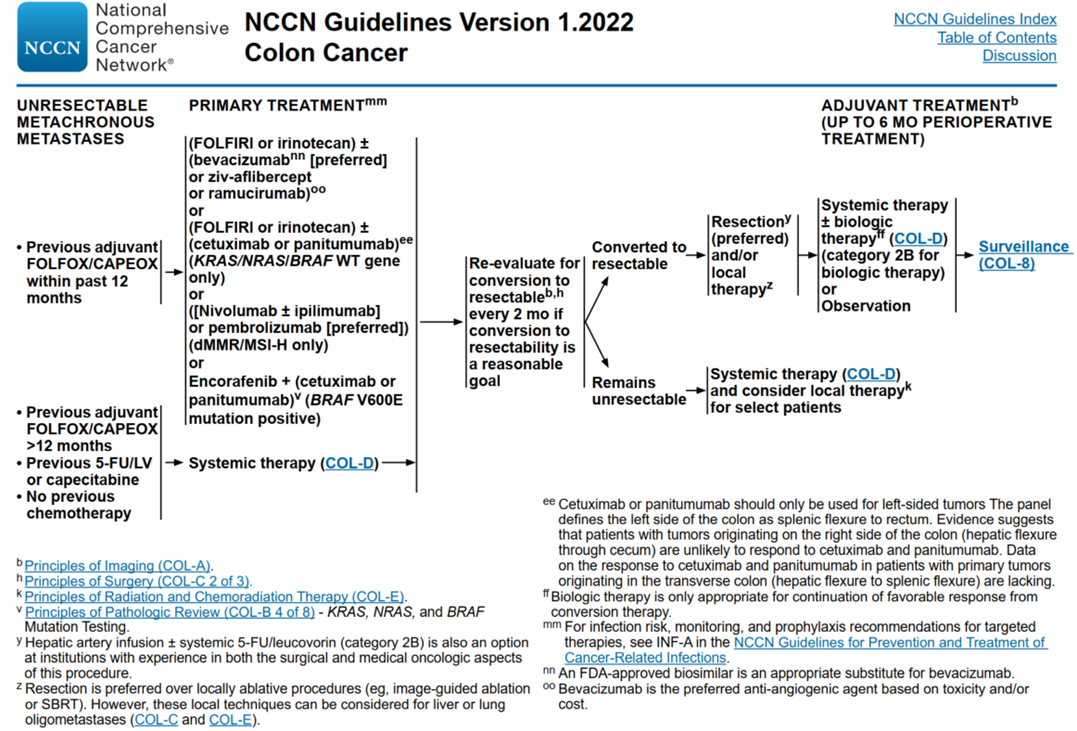 NCCN
National
Comprehensive
Cancer
Network®
NCCN Guidelines Version 1.2022
Colon Cancer
NCCN Guidelines Index
Table of Contents
Discussion
UNRESECTABLE
METACHRONOUS
METASTASES
PRIMARY TREATMENTmm
ADJUVANT TREATMENTb
(UP TO 6 MO PERIOPERATIVE
TREATMENT)
• Previous adjuvant
FOLFOX/CAPEOX
within past 12
months
(FOLFIRI or irinotecan) ±
(bevacizumabnn [preferred]
or ziv-aflibercept
or ramucirumab)oo
or
(FOLFIRI or irinotecan) ±
(cetuximab or panitumumab)ee
(KRAS/NRAS/BRAF WT gene
only)
or
([Nivolumab ± ipilimumab]
or pembrolizumab [preferred])
(dMMR/MSI-H only)
or
Encorafenib + (cetuximab or
panitumumab)v (BRAF V600E
mutation positive)
• Previous adjuvant
FOLFOX/CAPEOX
>12 months
• Previous 5-FU/LV
or capecitabine
• No previous
chemotherapy
Systemic therapy (COL-D)
Re-evaluate for
conversion to
resectableb,h
every 2 mo if
conversion to
resectability is
a reasonable
goal
Converted to
resectable
Resectiony
(preferred)
and/or
local
therapyz
Systemic therapy
± biologic
therapyff (COL-D)
(category 2B for
biologic therapy)
or
Observation
Surveillance
(COL-8)
Remains
unresectable
Systemic therapy (COL-D)
and consider local therapyk
for select patients
b Principles of Imaging (COL-A).
h Principles of Surgery (COL-C 2 of 3).
k Principles of Radiation and Chemoradiation Therapy (COL-E).
v Principles of Pathologic Review (COL-B 4 of 8) - KRAS, NRAS, and BRAF
Mutation Testing.
y Hepatic artery infusion ± systemic 5-FU/leucovorin (category 2B) is also an option
at institutions with experience in both the surgical and medical oncologic aspects
of this procedure.
z Resection is preferred over locally ablative procedures (eg, image-guided ablation
or SBRT). However, these local techniques can be considered for liver or lung
oligometastases (COL-C and COL-E).
ee Cetuximab or panitumumab should only be used for left-sided tumors The panel
defines the left side of the colon as splenic flexure to rectum. Evidence suggests
that patients with tumors originating on the right side of the colon (hepatic flexure
through cecum) are unlikely to respond to cetuximab and panitumumab. Data
on the response to cetuximab and panitumumab in patients with primary tumors
originating in the transverse colon (hepatic flexure to splenic flexure) are lacking.
ff Biologic therapy is only appropriate for continuation of favorable response from
conversion therapy.
mm For infection risk, monitoring, and prophylaxis recommendations for targeted
therapies, see INF-A in the NCCN Guidelines for Prevention and Treatment of
Cancer-Related Infections.
nn An FDA-approved biosimilar is an appropriate substitute for bevacizumab.
oo Bevacizumab is the preferred anti-angiogenic agent based on toxicity and/or
cost.